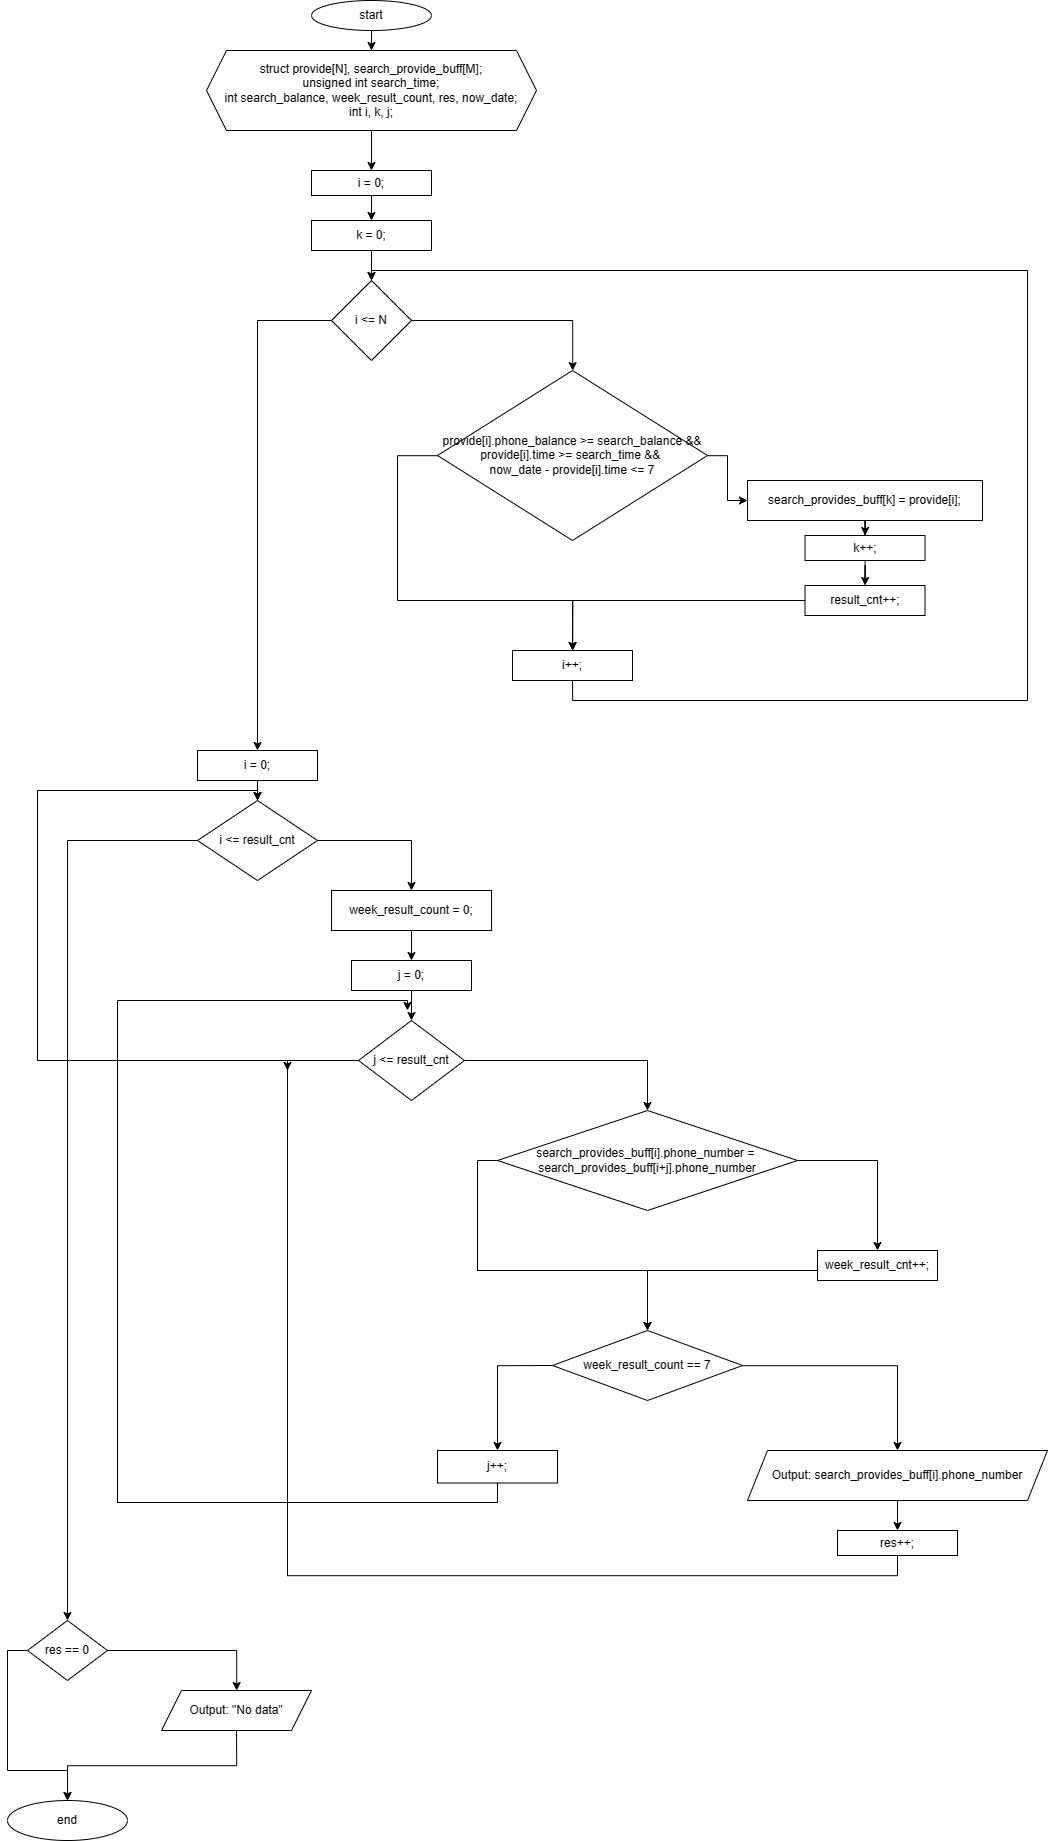 start
struct provide[N], search_provide_buff[M];
unsigned int search_time;
int search_balance, week_result_count, res, now_date;
int i, k, j;
i = 0;
k = 0;
i <= N
provide[i].phone_balance >= search_balance &&
provide[i].time >= search_time &&
now_date - provide[i].time <= 7
search_provides_buff[k] = provide[i];
k++;
result_cnt++;
i++;
i = 0;
i <= result_cnt
week_result_count = 0;
j = 0;
j <= result_cnt
search_provides_buff[i].phone_number =
search_provides_buff[i+j].phone_number
week_result_cnt++;
week_result_count == 7
j++;
Output: search_provides_buff[i].phone_number
res++;
res == 0
Output: "No data"
end